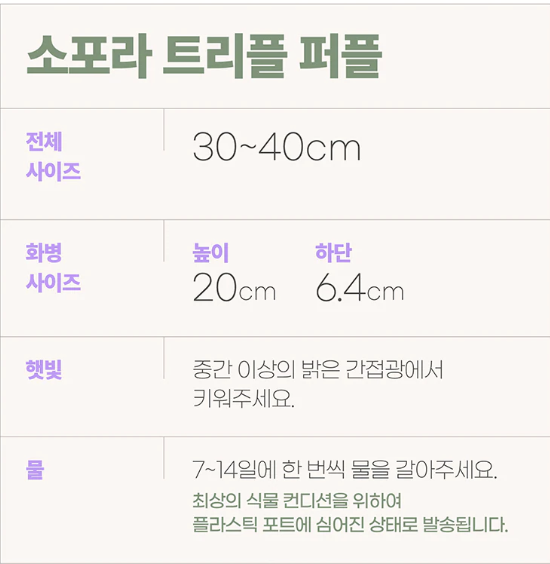 소포라 트리플 퍼플
전체
사이즈
30~40cm
화병
사이즈
높이
20cm
하단
6.4cm
햇빛
중간 이상의 밝은 간접광에서
키워주세요.
물
7~14일에 한 번씩 물을 갈아주세요.
최상의 식물 컨디션을 위하여
플라스틱 포트에 심어진 상태로 발송됩니다.